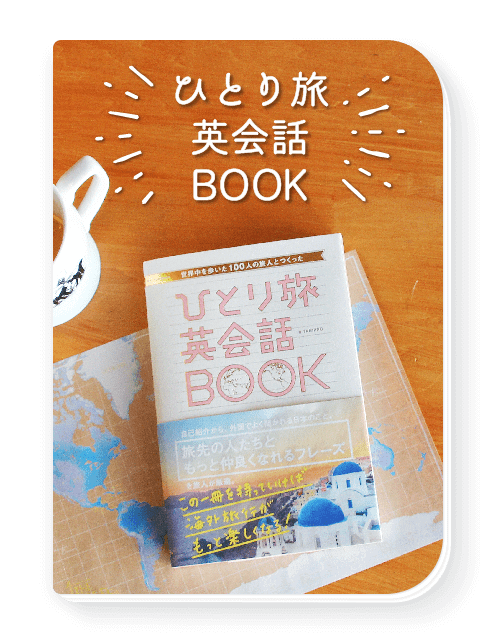 ひとり旅
英会話
BOOK
世界中を歩いた100人の旅人とつくった
ひとり旅
英会話
BOOK
旅先の人たちと
もっと仲良くなれるフレーズ
この一冊を持っていけば
海外旅行が
もっと楽しくなる!